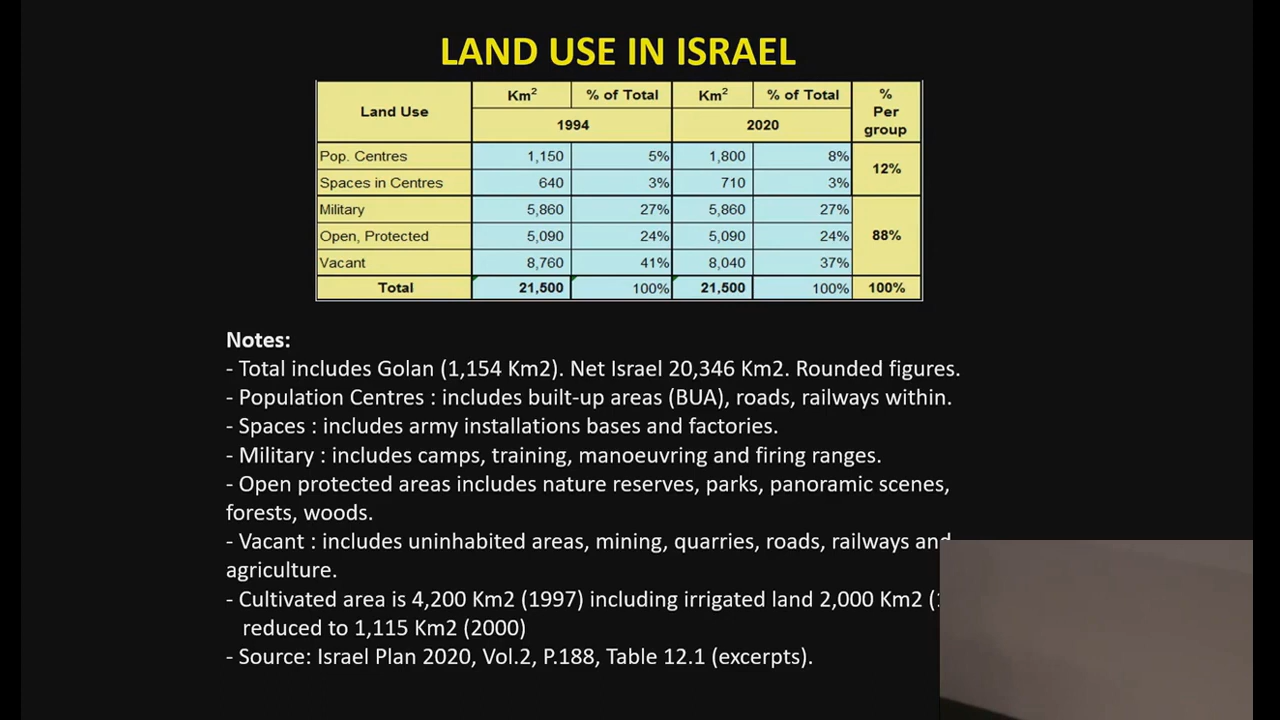 LAND USE IN ISRAEL
Land Use Km2 % of Total Km2 % of Total % Per group
1994 2020
Pop. Centres 1,150 5% 1,800 8% 12%
Spaces in Centres 640 3% 710 3%
Military 5,860 27% 5,860 27% 88%
Open, Protected 5,090 24% 5,090 24%
Vacant 8,760 41% 8,040 37%
Total 21,500 100% 21,500 100% 100%
Notes:
- Total includes Golan (1,154 Km2). Net Israel 20,346 Km2. Rounded figures.
- Population Centres : includes built-up areas (BUA), roads, railways within.
- Spaces : includes army installations bases and factories.
- Military : includes camps, training, manoeuvring and firing ranges.
- Open protected areas includes nature reserves, parks, panoramic scenes,
forests, woods.
- Vacant : includes uninhabited areas, mining, quarries, roads, railways and
agriculture.
- Cultivated area is 4,200 Km2 (1997) including irrigated land 2,000 Km2
reduced to 1,115 Km2 (2000)
- Source: Israel Plan 2020, Vol.2, P.188, Table 12.1 (excerpts).